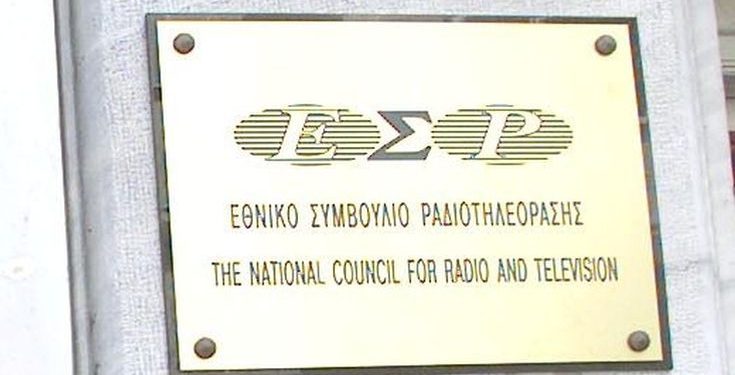 ΕΣΡ
ΕΘΝΙΚΟ ΣΥΜΒΟΥΛΙΟ ΡΑΔΙΟΤΗΛΕΟΡΑΣΗΣ
THE NATIONAL COUNCIL FOR RADIO AND TELEVISION